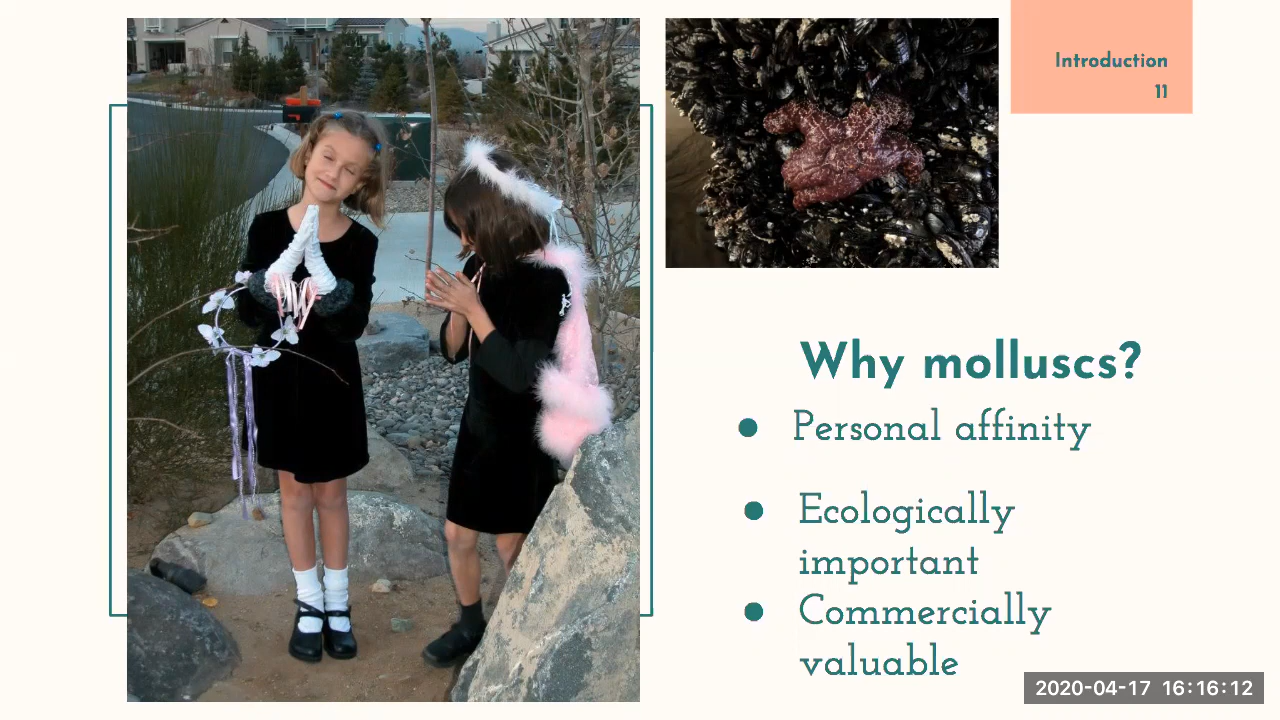 Introduction
11
Why molluscs?
● Personal affinity
● Ecologically
important
● Commercially
valuable
2020-04-17 16:16:12